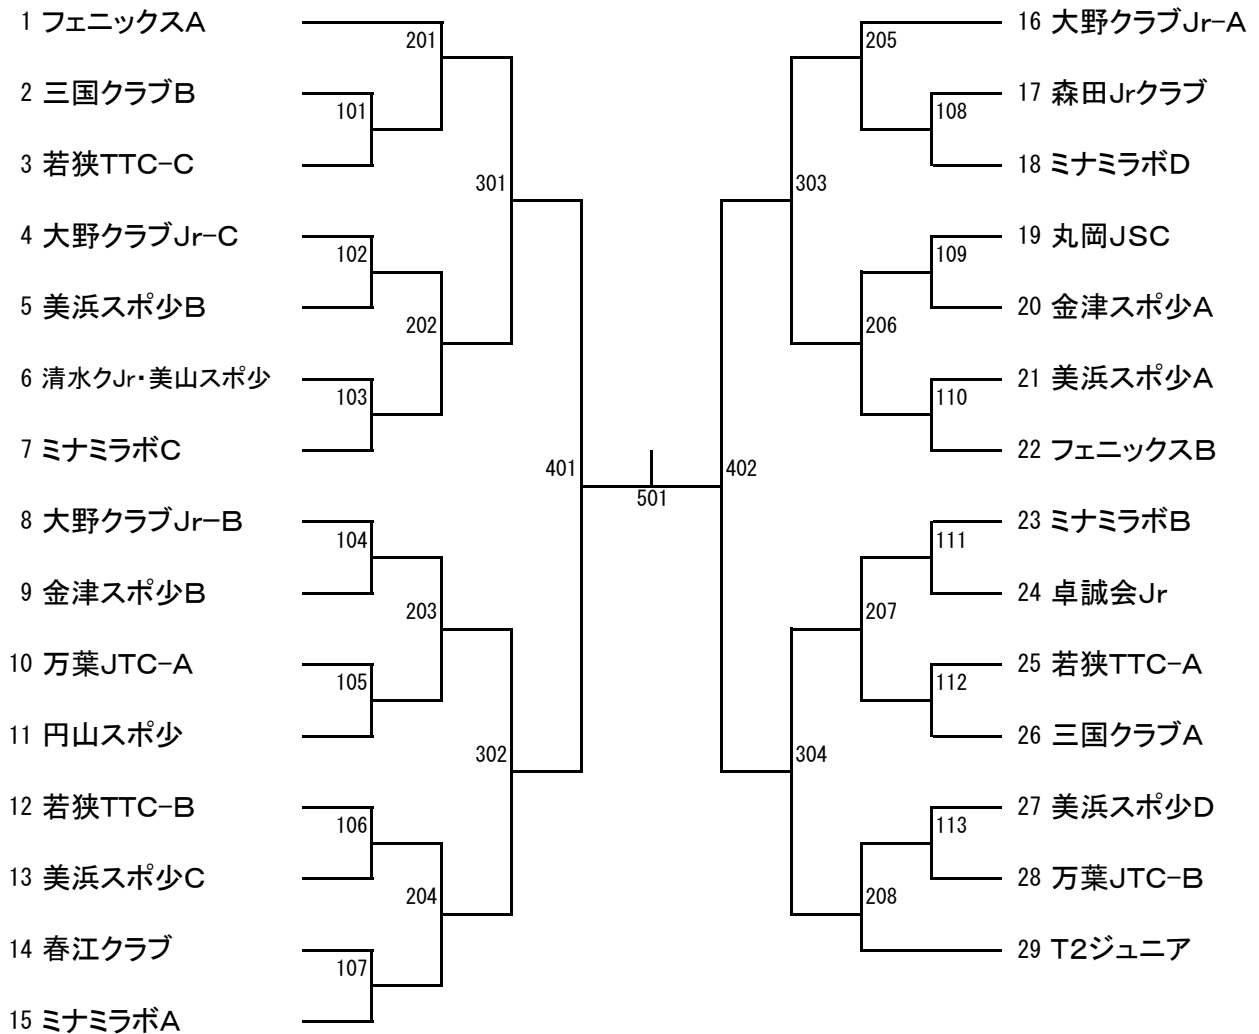 1 フェニックスA
2 三国クラブB
3 若狭TTC-C
4 大野クラブJr-C
5 美浜スポ少B
6 清水クJr・美山スポ少
7 ミナミラボC
8 大野クラブJr-B
9 金津スポ少B
10 万葉JTC-A
11 円山スポ少
12 若狭TTC-B
13 美浜スポ少C
14 春江クラブ
15 ミナミラボA
101
102
103
104
105
106
107
201
202
203
204
301
302
401
501
402
303
304
205
206
207
208
108
109
110
111
112
113
16 大野クラブJr-A
17 森田Jrクラブ
18 ミナミラボD
19 丸岡JSC
20 金津スポ少A
21 美浜スポ少A
22 フェニックスB
23 ミナミラボB
24 卓誠会Jr
25 若狭TTC-A
26 三国クラブA
27 美浜スポ少D
28 万葉JTC-B
29 T2ジュニア